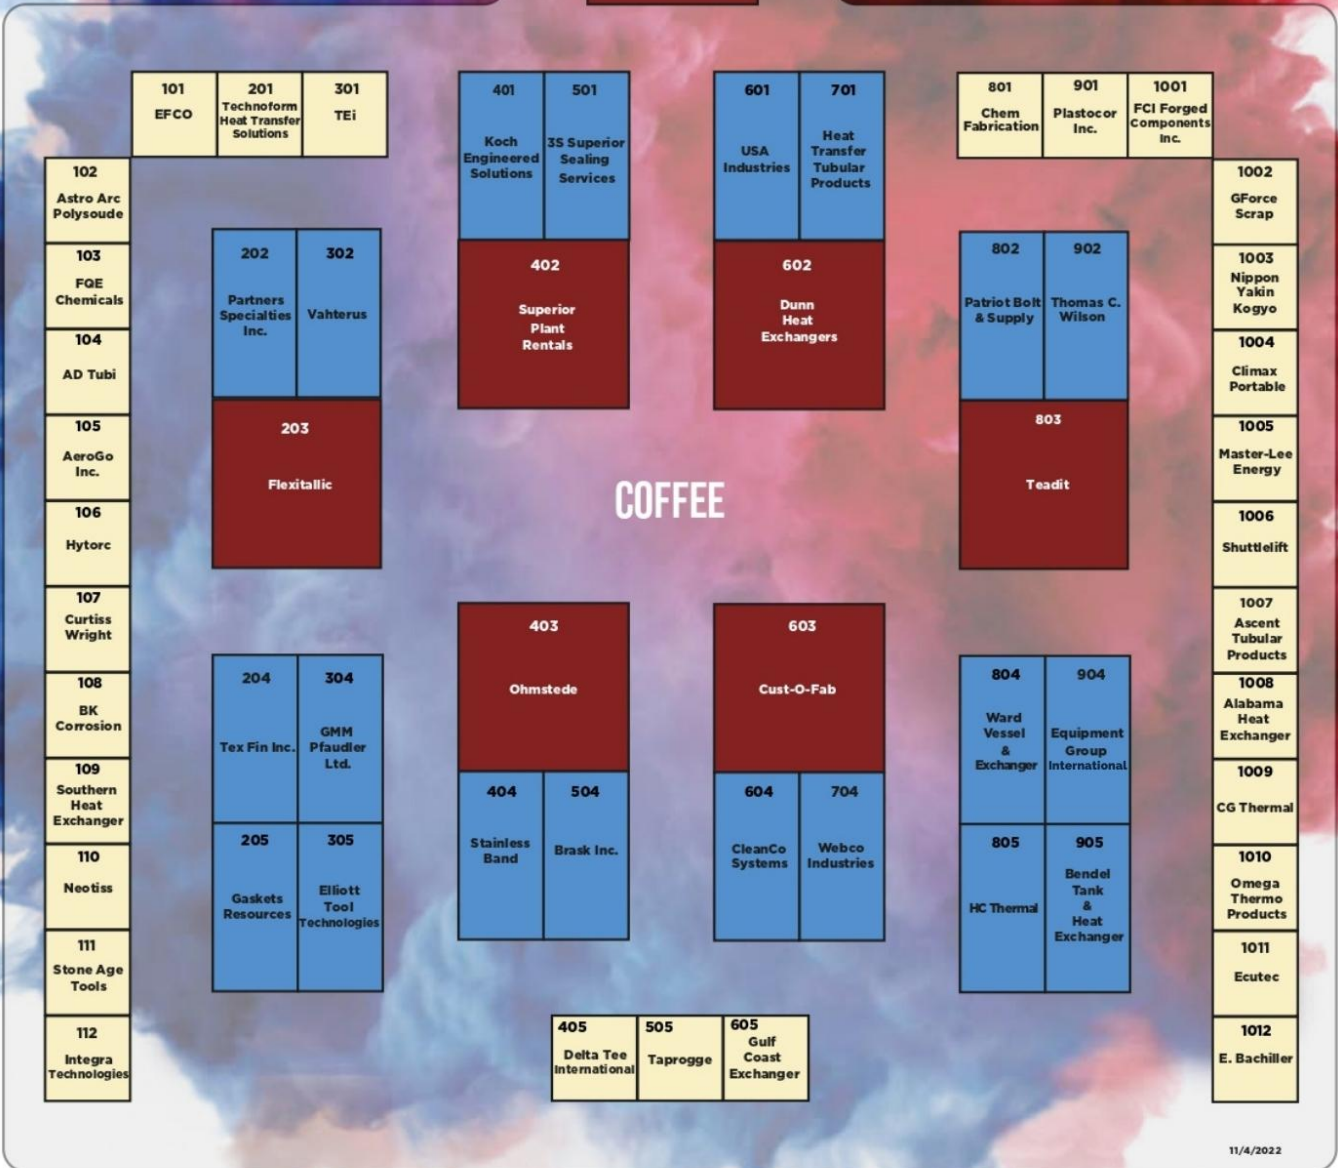 101
EFCO
201
Technoform
Heat Transfer
Solutions
301
TEi
401
Koch
Engineered
Solutions
501
3S Superior
Sealing
Services
601
USA
Industries
701
Heat
Transfer
Tubular
Products
801
Chem
Fabrication
901
Plastocor
Inc.
1001
FCI Forged
Components
Inc.
102
Astro Arc
Polysoude
103
FQE
Chemicals
104
AD Tubi
105
AeroGo
Inc.
106
Hytorc
107
Curtiss
Wright
108
BK
Corrosion
109
Southern
Heat
Exchanger
110
Neotiss
111
Stone Age
Tools
112
Integra
Technologies
202
Partners
Specialties
Inc.
302
Vahterus
203
Flexitallic
402
Superior
Plant
Rentals
602
Dunn
Heat
Exchangers
802
Patriot Bolt
& Supply
902
Thomas C.
Wilson
803
Teadit
COFFEE
204
Tex Fin Inc.
304
GMM
Pfaudler
Ltd.
205
Gaskets
Resources
305
Elliott
Tool
Technologies
403
Ohmstede
404
Stainless
Band
504
Brask Inc.
603
Cust-O-Fab
604
CleanCo
Systems
704
Webco
Industries
804
Ward
Vessel
&
Exchanger
904
Equipment
Group
International
805
HC Thermal
905
Bendel
Tank
&
Heat
Exchanger
405
Delta Tee
International
505
Taprogge
605
Gulf
Coast
Exchanger
1002
GForce
Scrap
1003
Nippon
Yakin
Kogyo
1004
Climax
Portable
1005
Master-Lee
Energy
1006
Shuttlelift
1007
Ascent
Tubular
Products
1008
Alabama
Heat
Exchanger
1009
CG Thermal
1010
Omega
Thermo
Products
1011
Ecutec
1012
E. Bachiller
11/4/2022